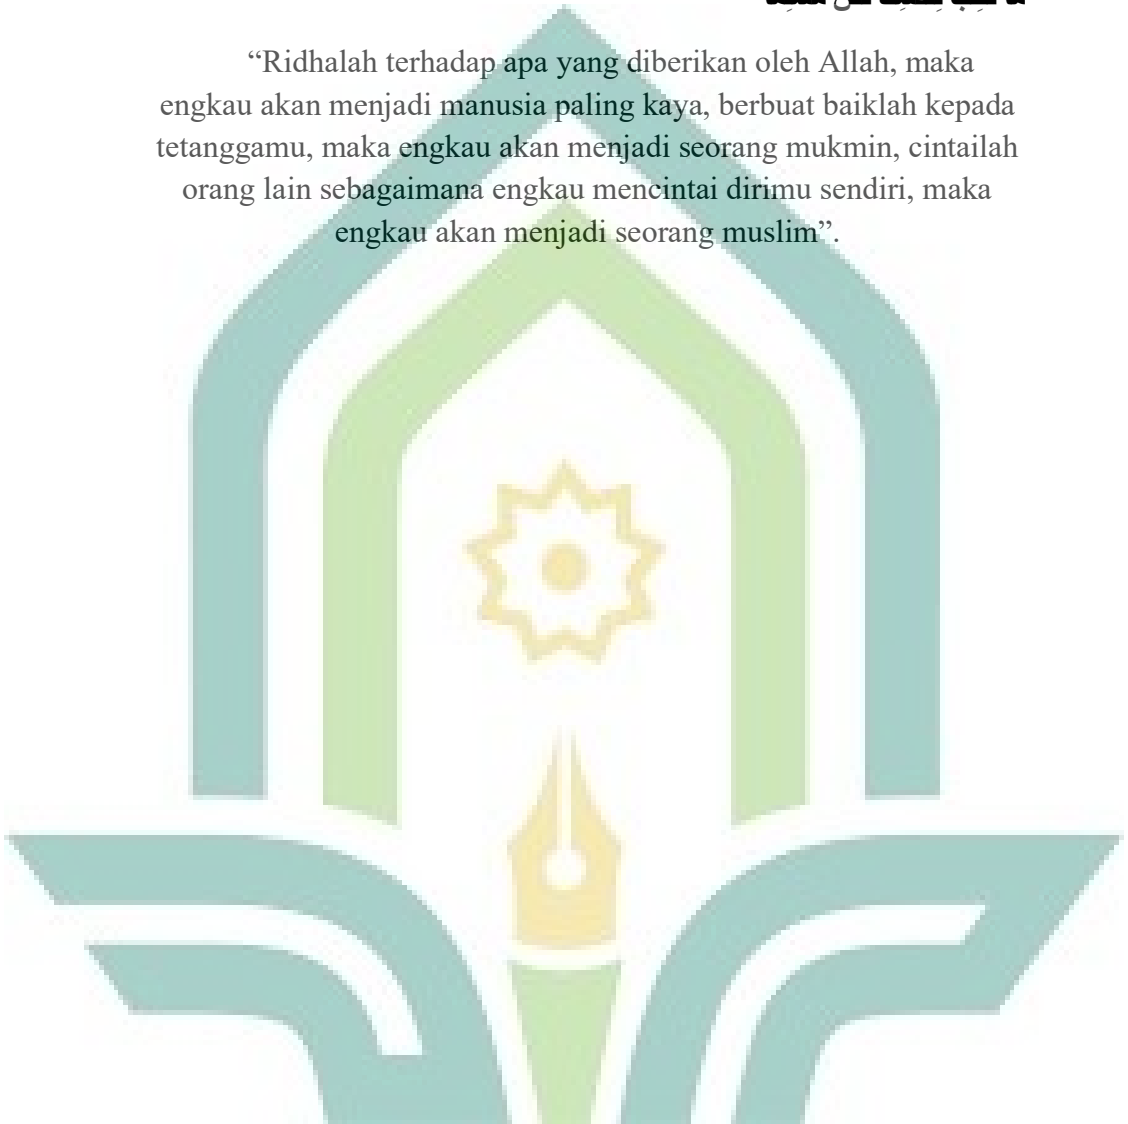 “Ridhalah terhadap apa yang diberikan oleh Allah, maka
engkau akan menjadi manusia paling kaya, berbuat baiklah kepada
tetanggamu, maka engkau akan menjadi seorang mukmin, cintailah
orang lain sebagaimana engkau mencintai dirimu sendiri, maka
engkau akan menjadi seorang muslim”.